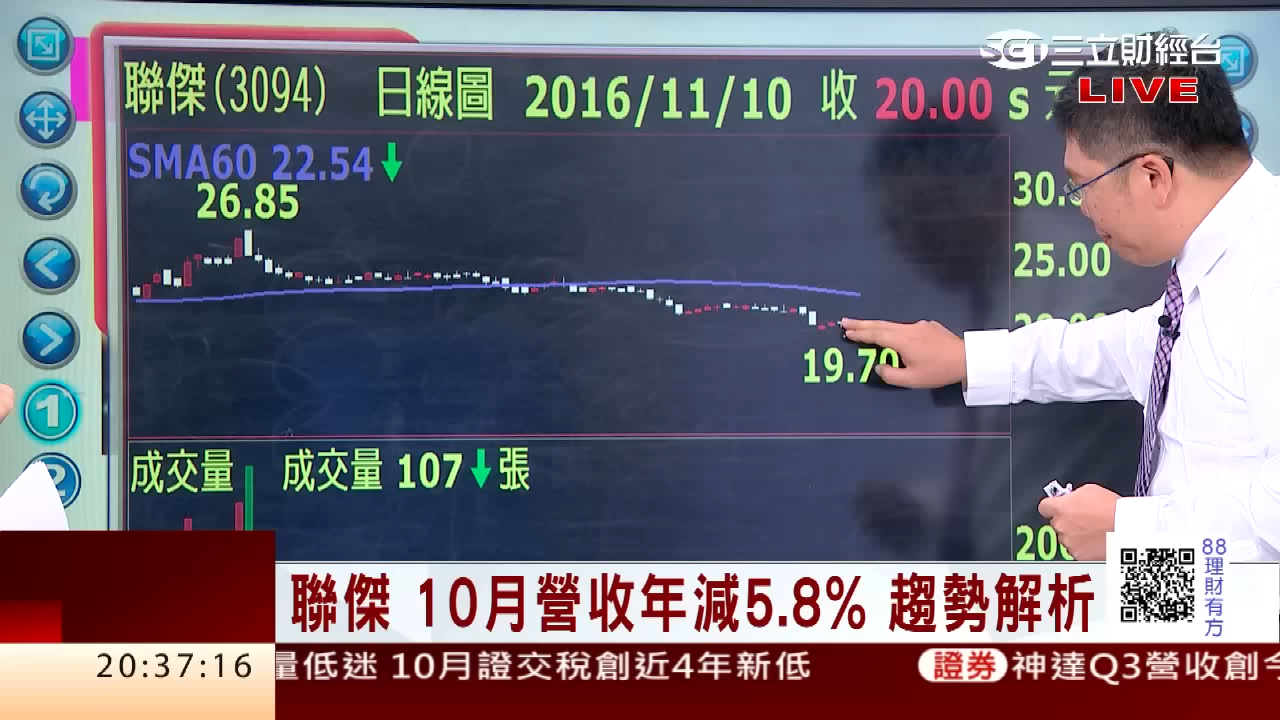 聯傑(3094) 日線圖 2016/11/10 收 20.00 s
SGT 三立財經台
LIVE
SMA60 22.54↓
26.85
25.00
19.70
成交量 成交量 107↓張
聯傑 10月營收年減5.8% 趨勢解析
88理財有方
20:37:16
量低迷 10月證交稅創近4年新低
證券 神達Q3營收創
1
2